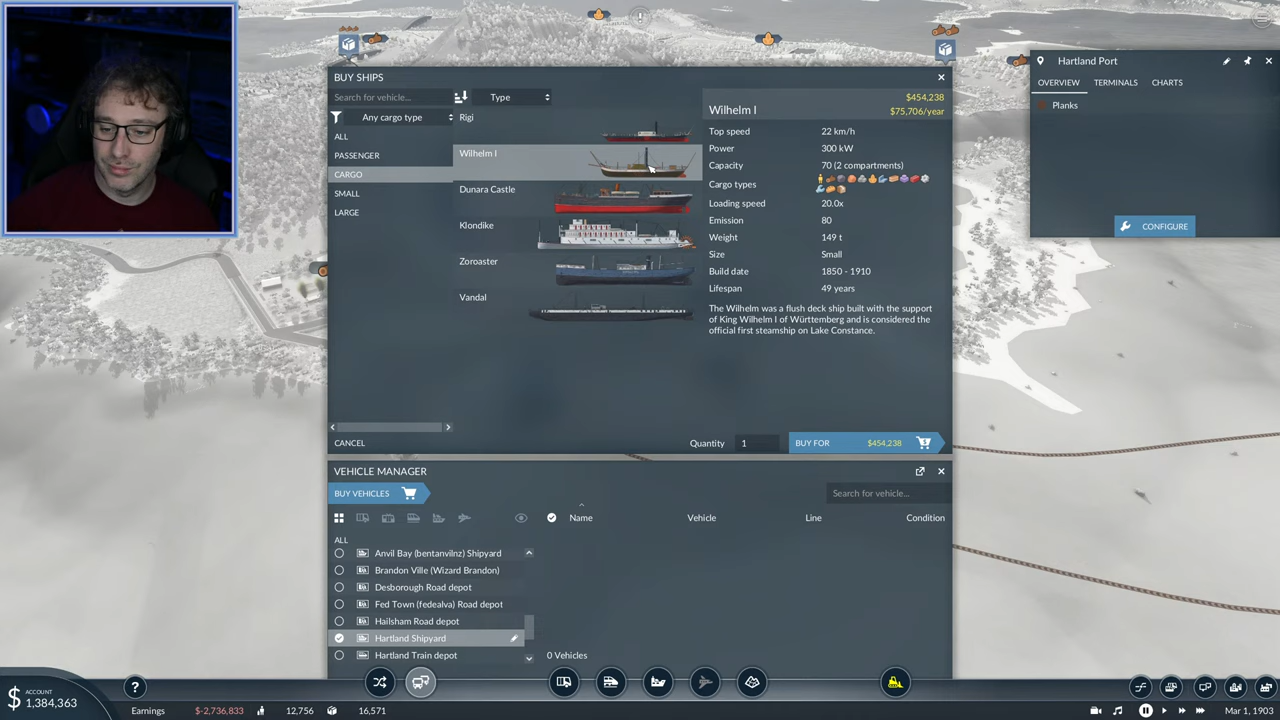 BUY SHIPS
Search for vehicle...
Type
Any cargo type
ALL
PASSENGER
CARGO
SMALL
LARGE
Rigi
Wilhelm I
Dunara Castle
Klondike
Zoroaster
Vandal
$454,238
Wilhelm I
$75,706/year
Top speed 22 km/h
Power 300 kW
Capacity 70 (2 compartments)
Cargo types
Loading speed 20.0x
Emission 80
Weight 149 t
Size Small
Build date 1850 - 1910
Lifespan 49 years
The Wilhelm was a flush deck ship built with the support
of King Wilhelm I of Württemberg and is considered the
official first steamship on Lake Constance.
CANCEL
Quantity 1
BUY FOR $454,238
Hartland Port
OVERVIEW TERMINALS CHARTS
Planks
CONFIGURE
VEHICLE MANAGER
BUY VEHICLES
Search for vehicle...
Name Vehicle Line Condition
ALL
Anvil Bay (bentanvilnz) Shipyard
Brandon Ville (Wizard Brandon)
Desborough Road depot
Fed Town (fedealva) Road depot
Hailsham Road depot
Hartland Shipyard
Hartland Train depot
0 Vehicles
ACCOUNT
$ 1,384,363
?
Earnings $-2,736,833 12,756 16,571
Mar 1, 1903